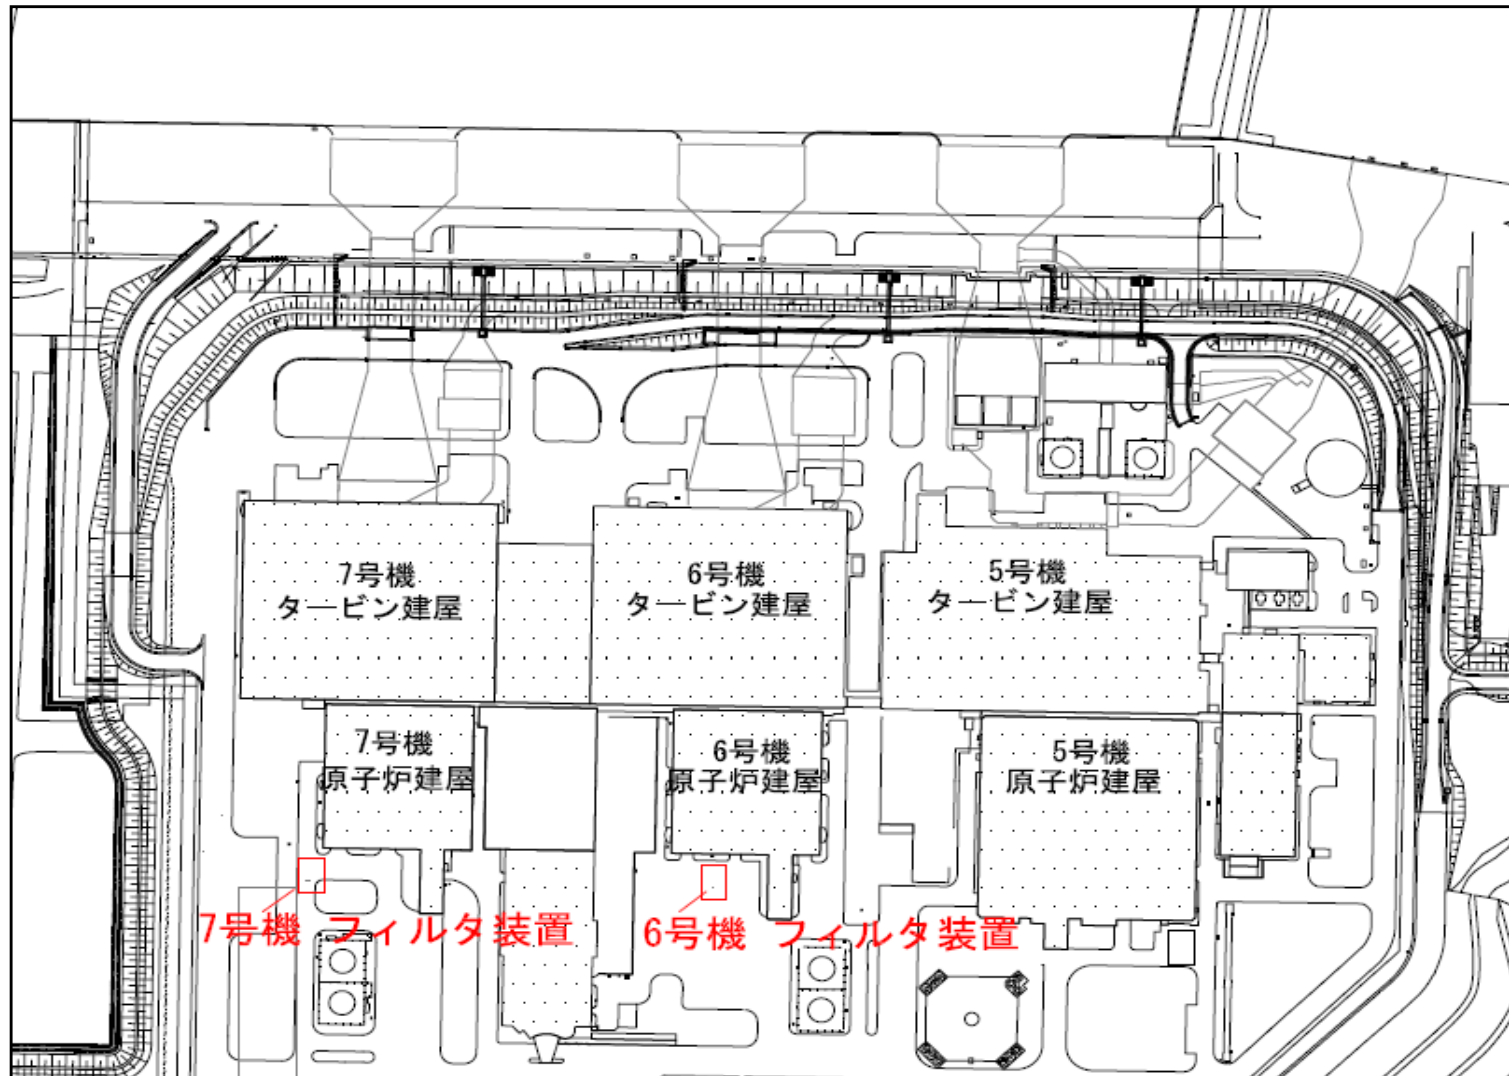 7号機
タービン建屋
6号機
タービン建屋
5号機
タービン建屋
7号機
原子炉建屋
6号機
原子炉建屋
5号機
原子炉建屋
7号機 フィルタ装置
6号機 フィルタ装置